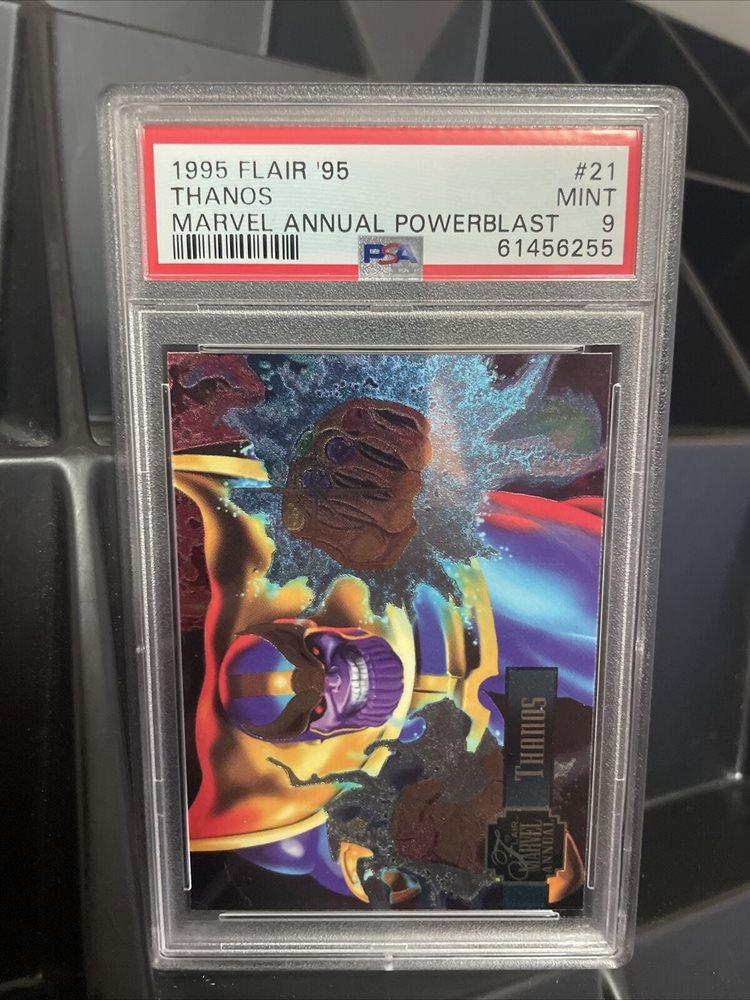 1995 FLAIR '95 #21
THANOS MINT
MARVEL ANNUAL POWERBLAST 9
PSA 61456255
THANOS
FLAIR
MARVEL
ANNUAL